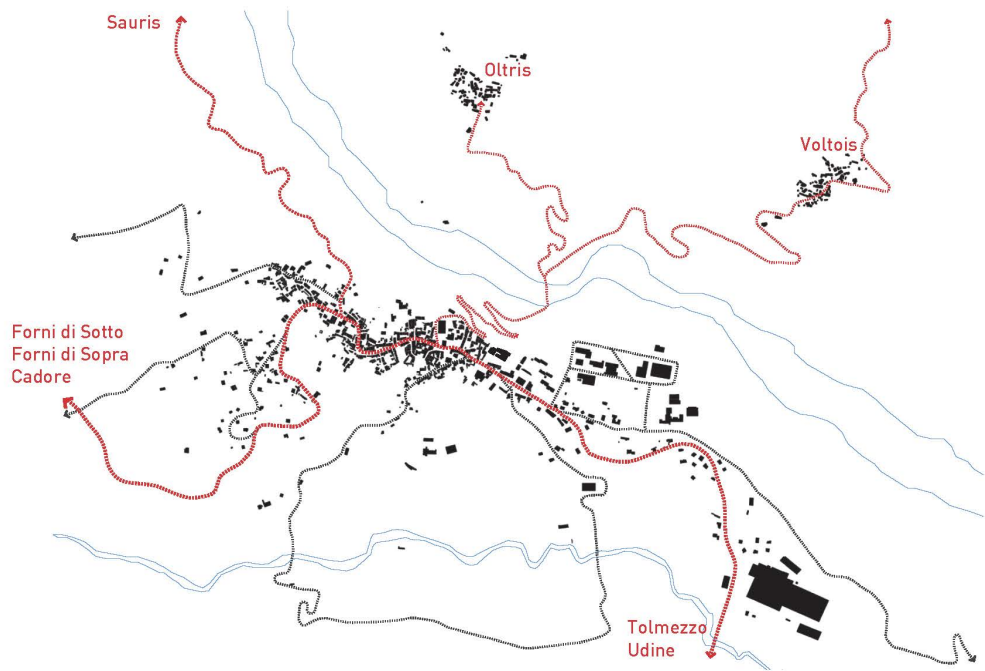 Sauris
Oltris
Voltois
Forni di Sotto
Forni di Sopra
Cadore
Tolmezzo
Udine